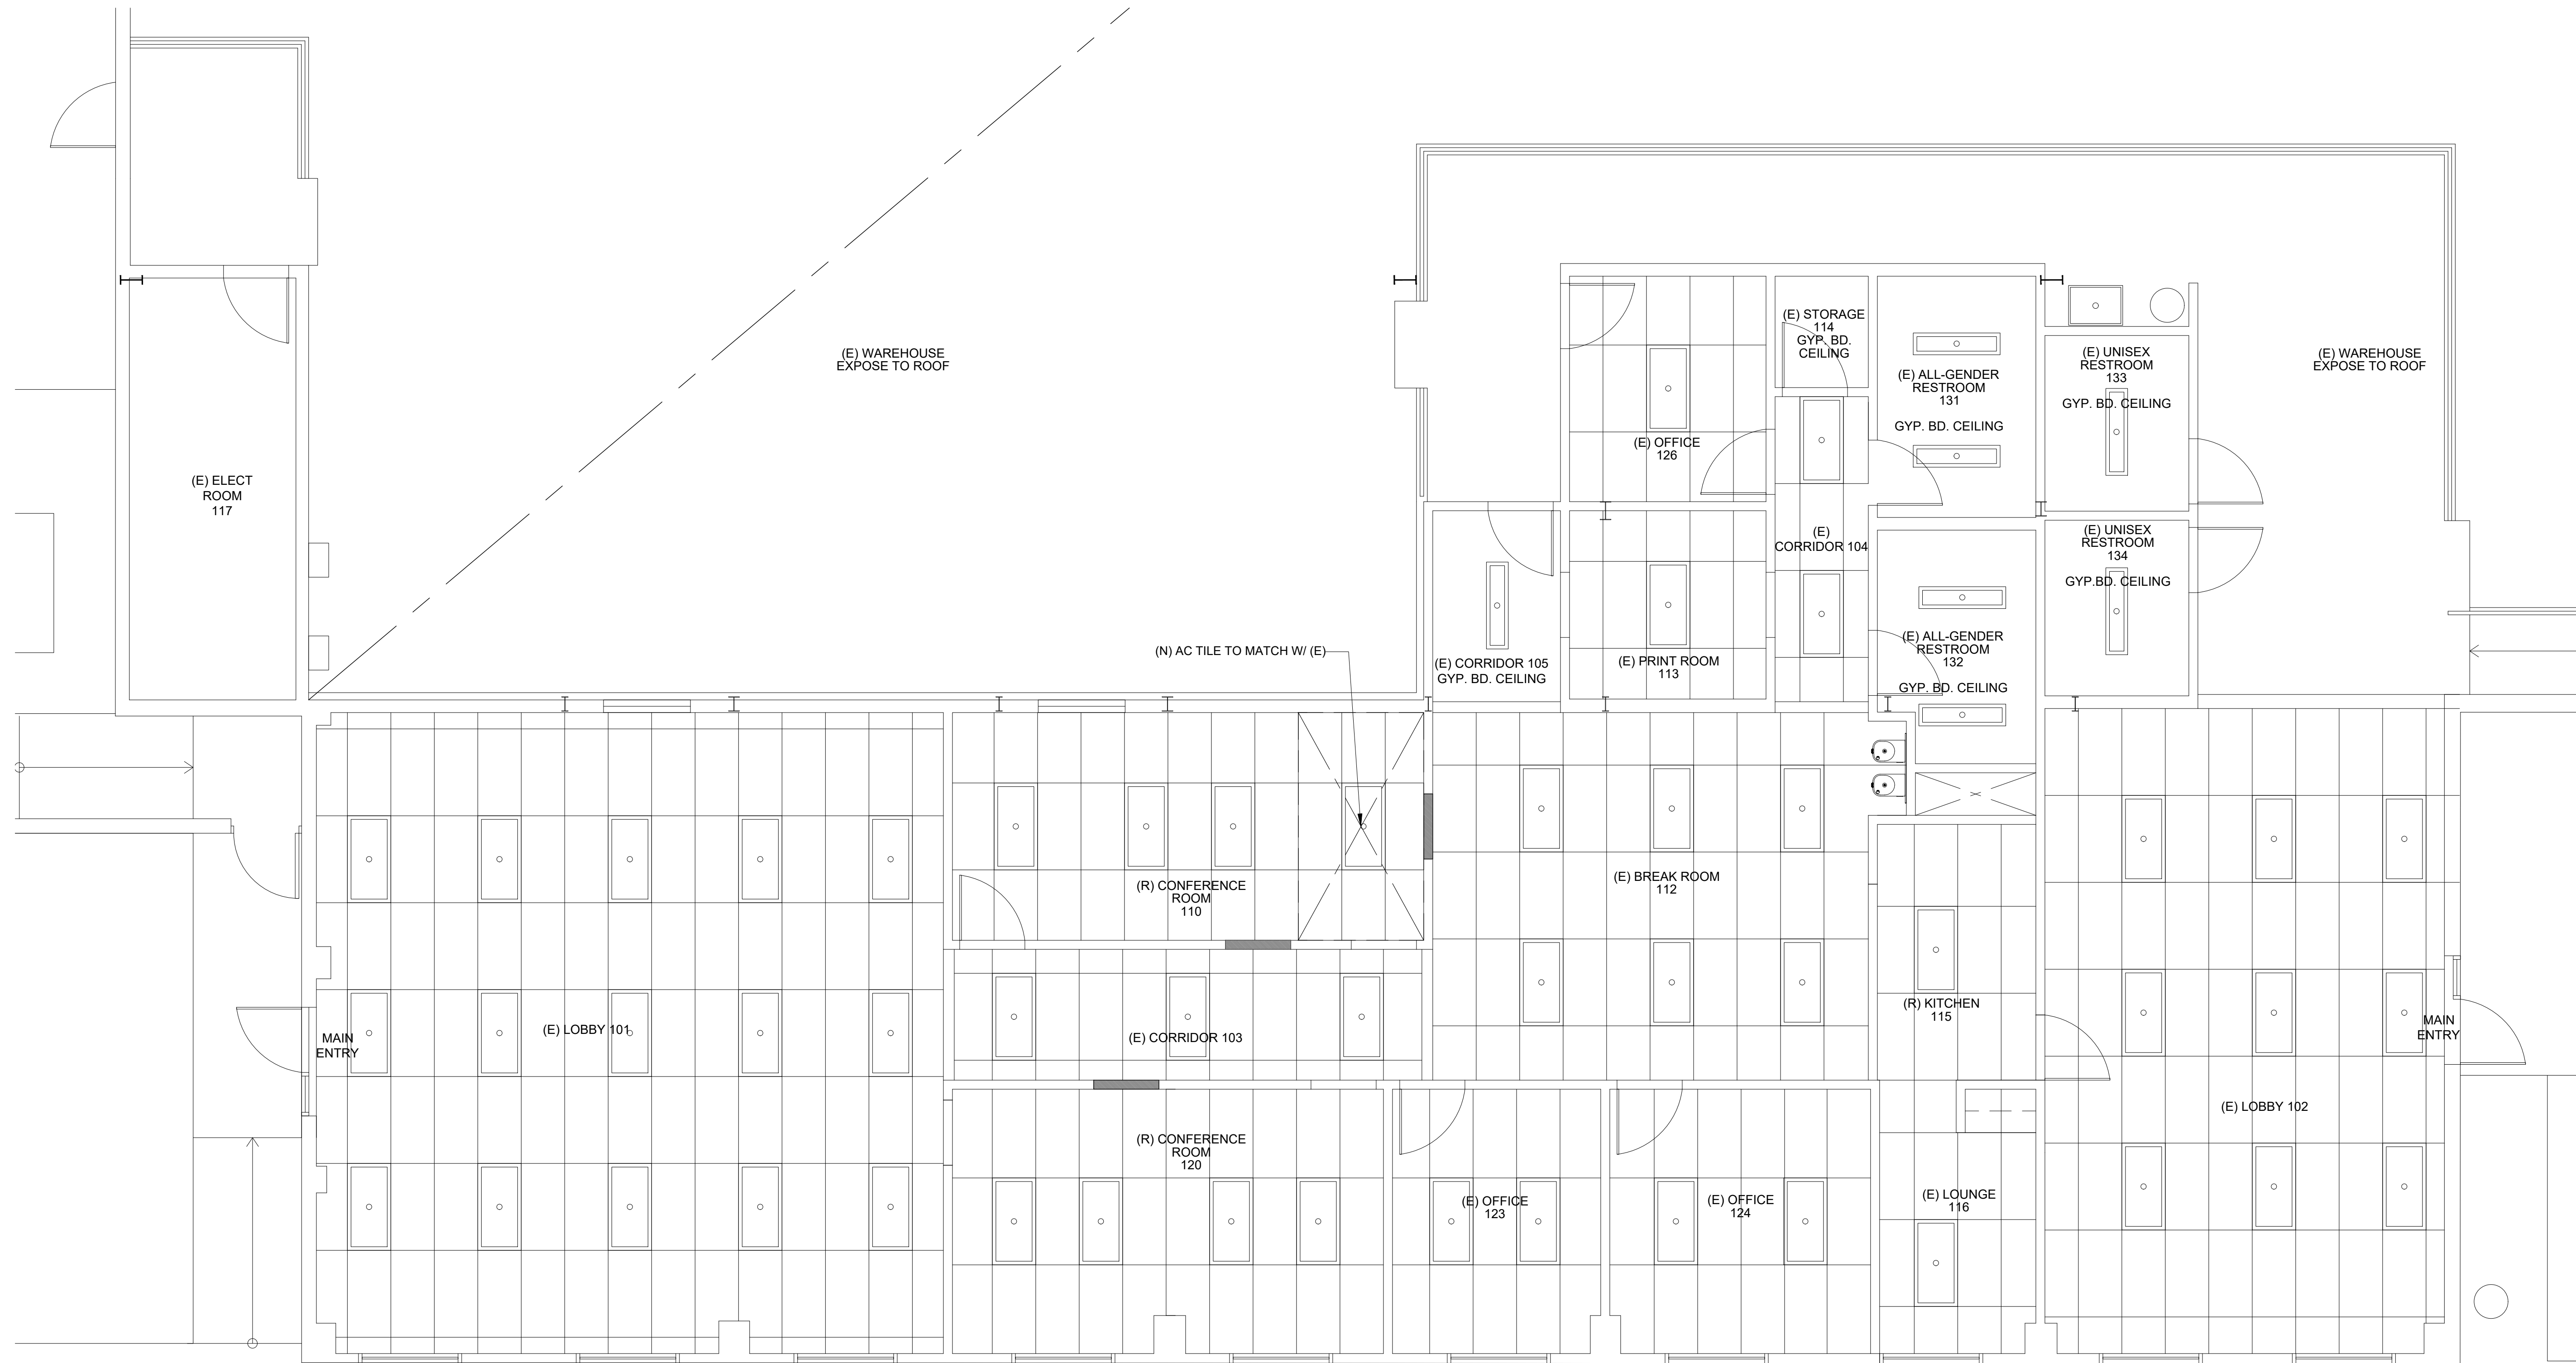 (E) WAREHOUSE
EXPOSE TO ROOF
(E) STORAGE
114
GYP. BD.
CEILING
(E) ALL-GENDER
RESTROOM
131
GYP. BD. CEILING
(E) UNISEX
RESTROOM
133
GYP. BD. CEILING
(E) WAREHOUSE
EXPOSE TO ROOF
(E) OFFICE
126
(E) ELECT
ROOM
117
(E)
CORRIDOR 104
(E) UNISEX
RESTROOM
134
GYP.BD. CEILING
(N) AC TILE TO MATCH W/ (E)
(E) CORRIDOR 105
GYP. BD. CEILING
(E) PRINT ROOM
113
(E) ALL-GENDER
RESTROOM
132
GYP. BD. CEILING
(R) CONFERENCE
ROOM
110
(E) BREAK ROOM
112
(R) KITCHEN
115
MAIN
ENTRY
(E) LOBBY 101
(E) CORRIDOR 103
MAIN
ENTRY
(E) LOBBY 102
(R) CONFERENCE
ROOM
120
(E) OFFICE
123
(E) OFFICE
124
(E) LOUNGE
116